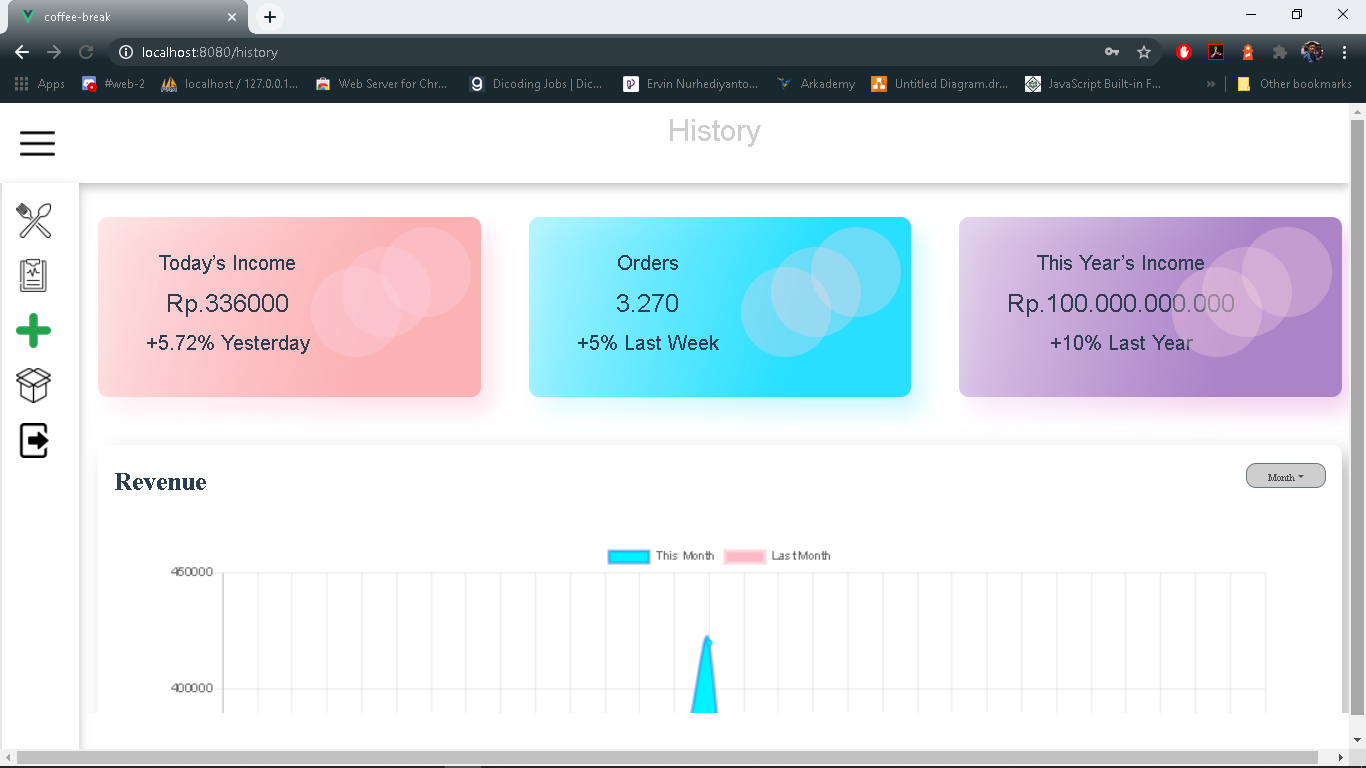 coffee-break
localhost:8080/history
Apps
#web-2
localhost / 127.0.0.1...
Web Server for Chr...
Dicoding Jobs | Dic...
Ervin Nurhediyanto...
Arkademy
Untitled Diagram.dr...
JavaScript Built-in F...
»
Other bookmarks
History
Today's Income
Rp.336000
+5.72% Yesterday
Orders
3.270
+5% Last Week
This Year's Income
Rp.100.000.000.000
+10% Last Year
Revenue
Month
This Month
Last Month
450000
400000